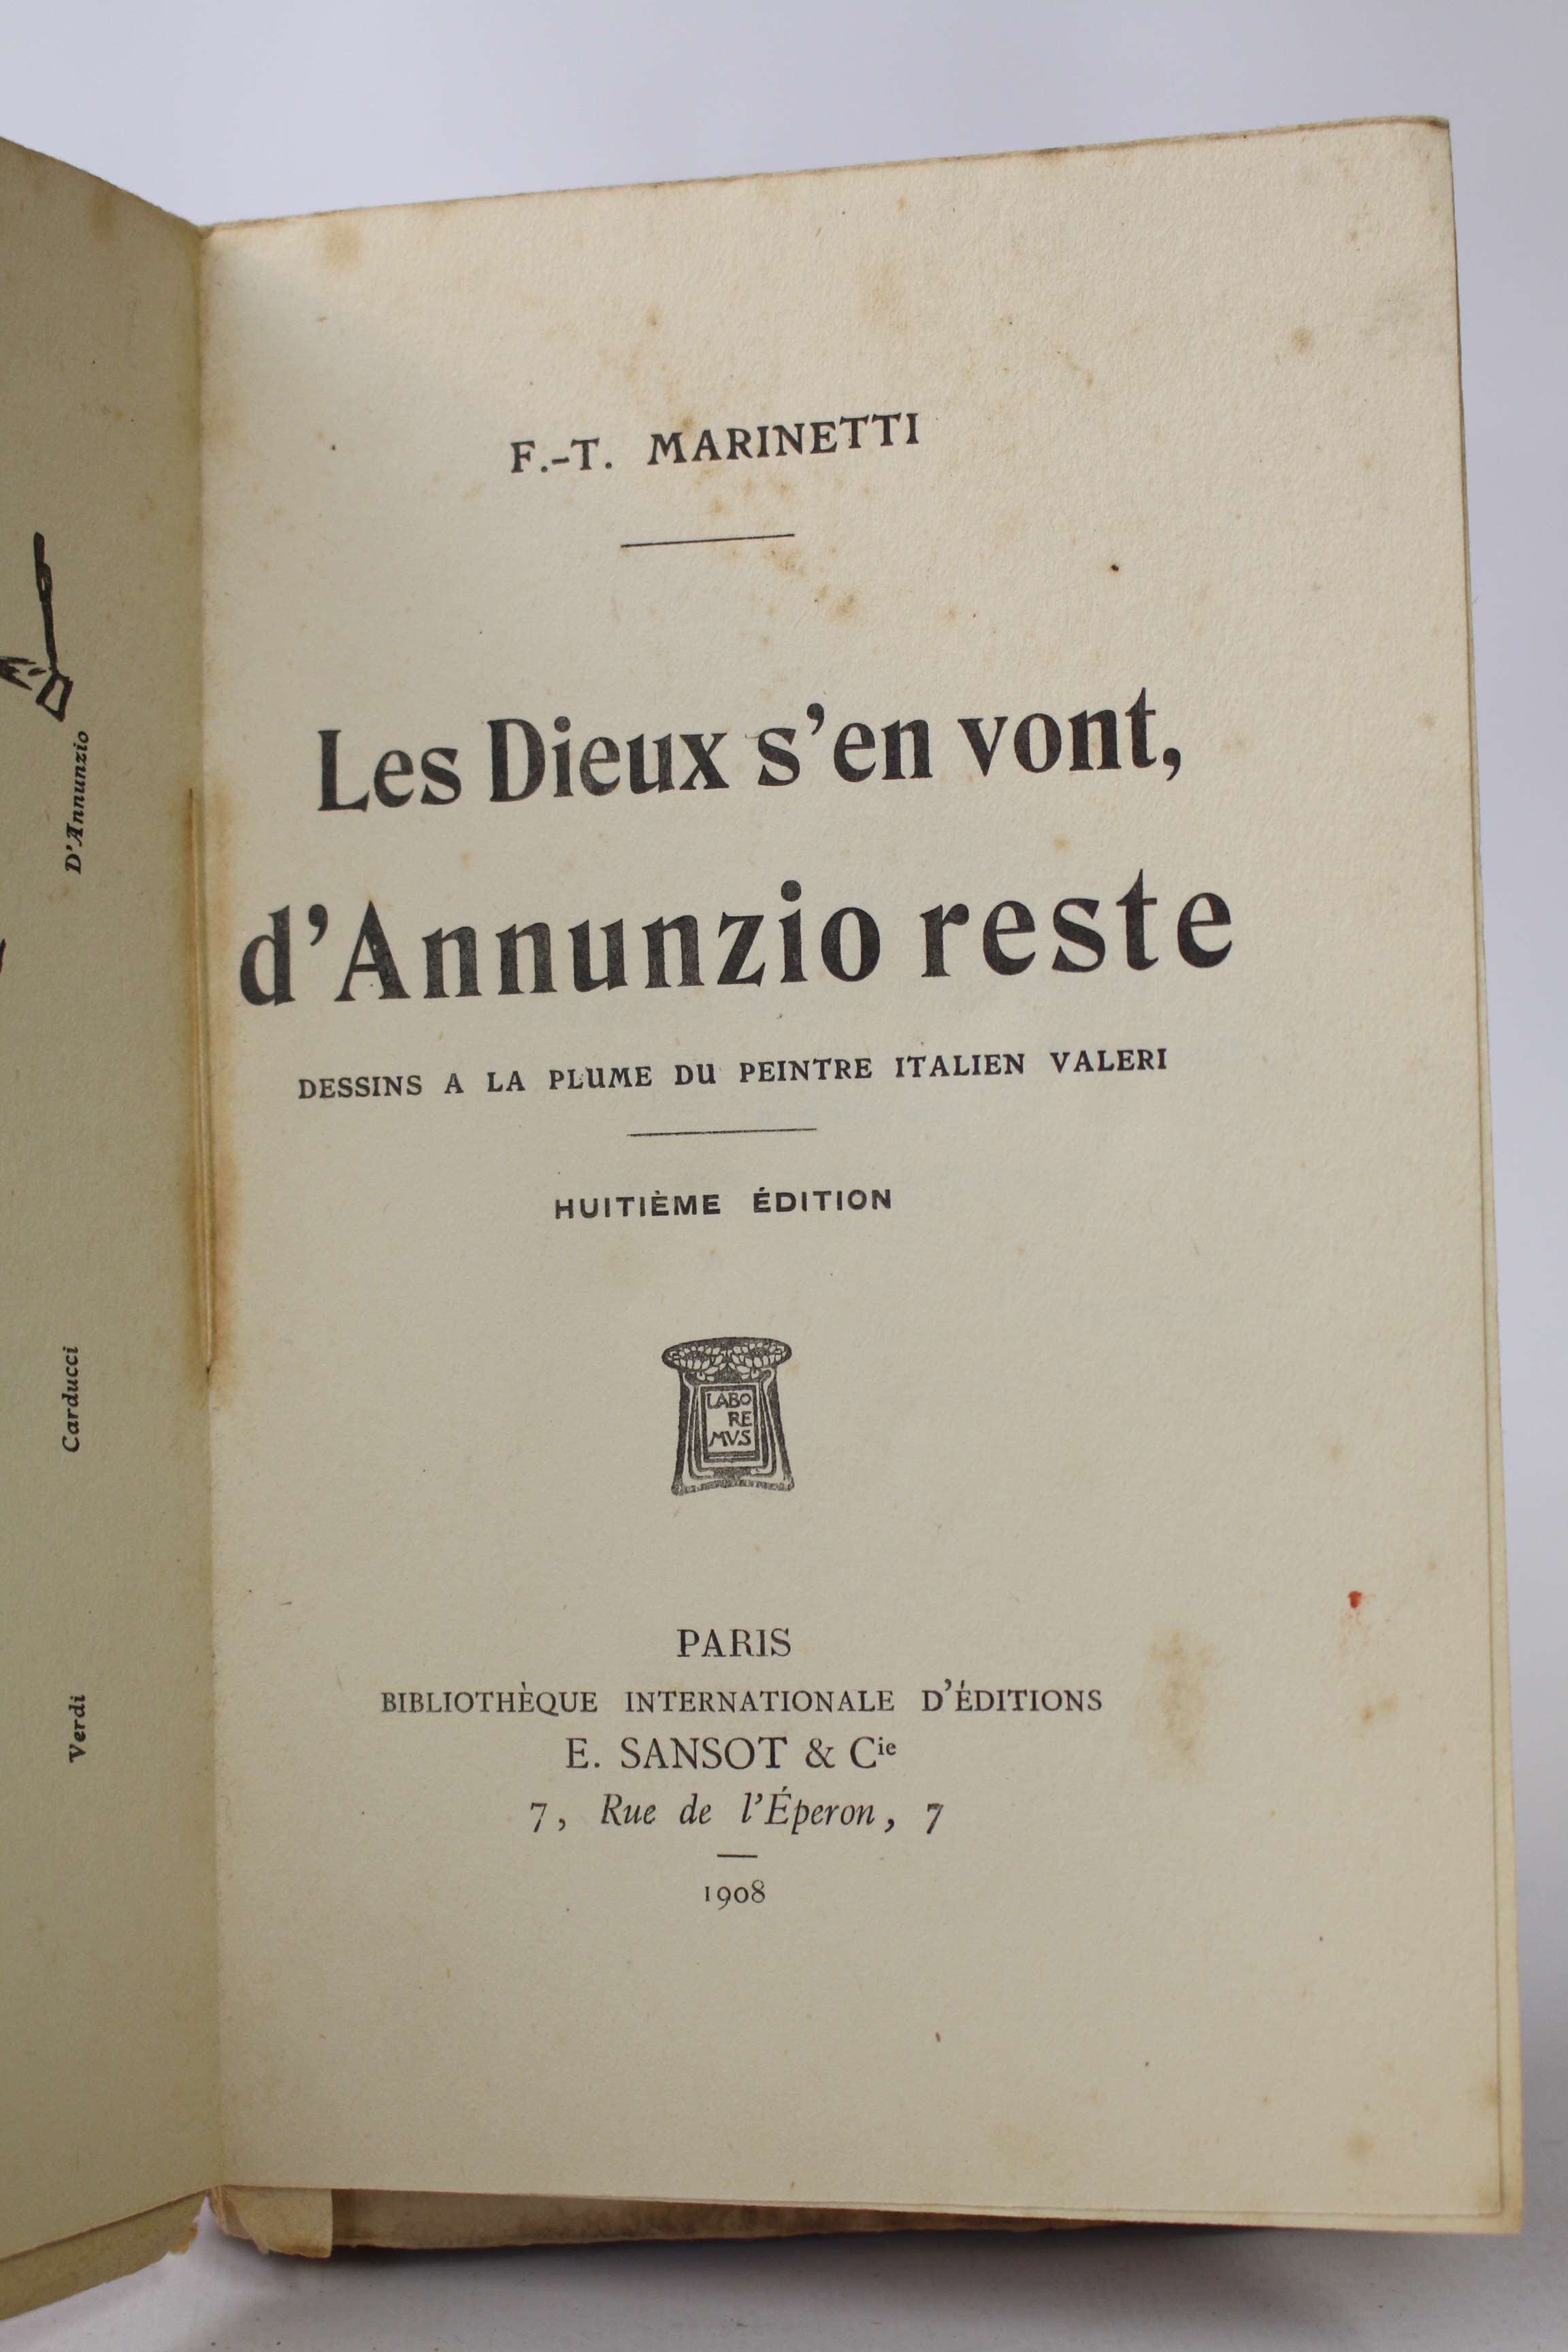 D'Annunzio
Carducci
Verdi
F.-T. MARINETTI
Les Dieux s'en vont,
d'Annunzio reste
DESSINS A LA PLUME DU PEINTRE ITALIEN VALERI
HUITIÈME ÉDITION
LABO
RE
MVS
PARIS
BIBLIOTHÈQUE INTERNATIONALE D'ÉDITIONS
E. SANSOT & Cie
7, Rue de l'Éperon, 7
1908